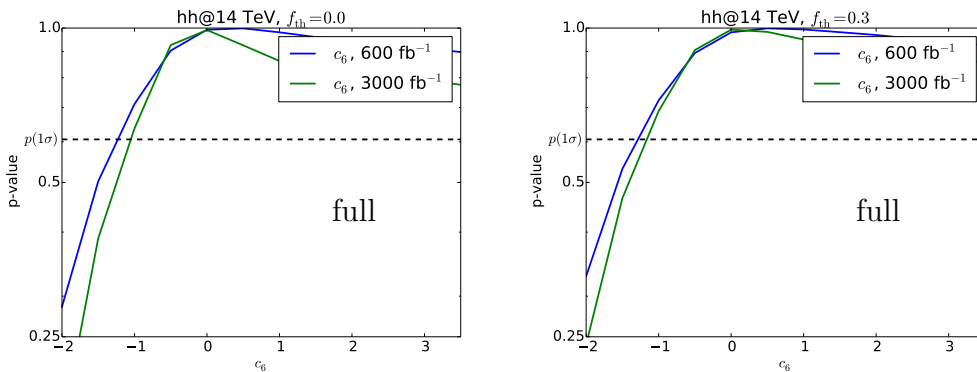 hh@14 TeV, f_th=0.0
1.0
c_6, 600 fb^−1
c_6, 3000 fb^−1
p(1σ)
p-value
0.5
full
0.25
−2 −1 0 1 2 3
c_6
hh@14 TeV, f_th=0.3
1.0
c_6, 600 fb^−1
c_6, 3000 fb^−1
p(1σ)
p-value
0.5
full
0.25
−2 −1 0 1 2 3
c_6